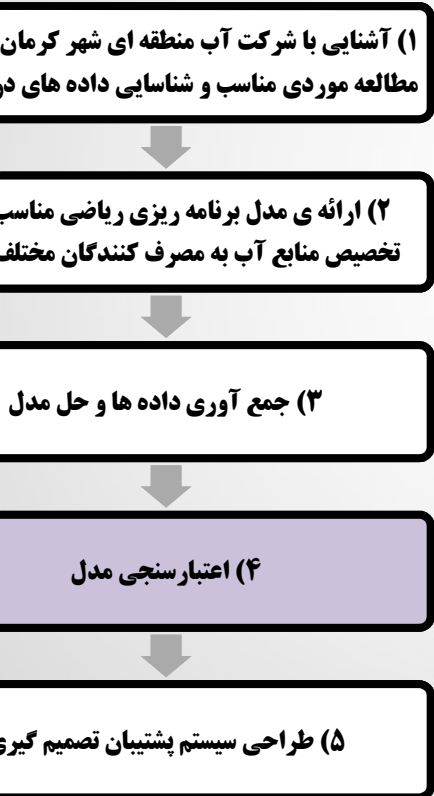 ۱) آشنایی با شرکت آب منطقه ای شهر کرمان
مطالعه موردی مناسب و شناسایی داده های
۲) ارائه ی مدل برنامه ریزی ریاضی مناسب
تخصیص منابع آب به مصرف کنندگان مختلف
۳) جمع آوری داده ها و حل مدل
۴) اعتبارسنجی مدل
۵) طراحی سیستم پشتیبان تصمیم گیری